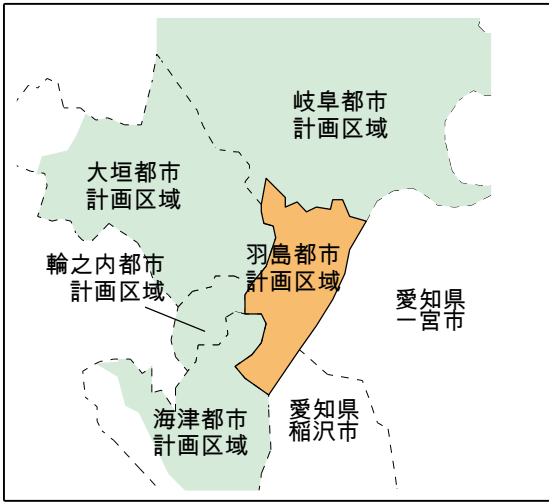 岐阜都市
計画区域
大垣都市
計画区域
羽島都市
計画区域
輪之内都市
計画区域
愛知県
一宮市
愛知県
稲沢市
海津都市
計画区域